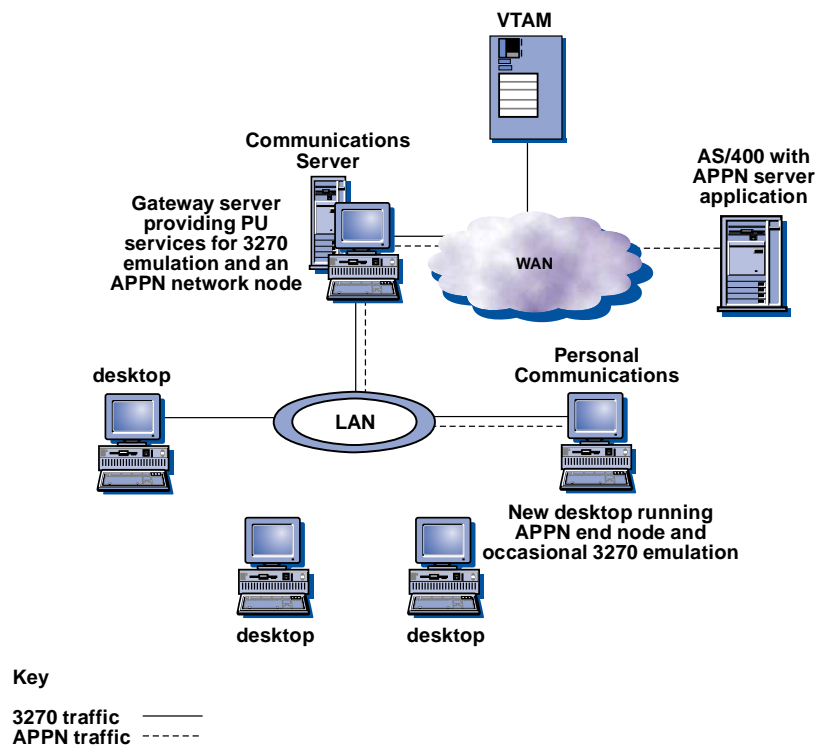 VTAM
Communications
Server
AS/400 with
APPN server
application
Gateway server
providing PU
services for 3270
emulation and an
APPN network node
WAN
Personal
Communications
desktop
LAN
New desktop running
APPN end node and
occasional 3270 emulation
desktop
desktop
Key
3270 traffic
APPN traffic